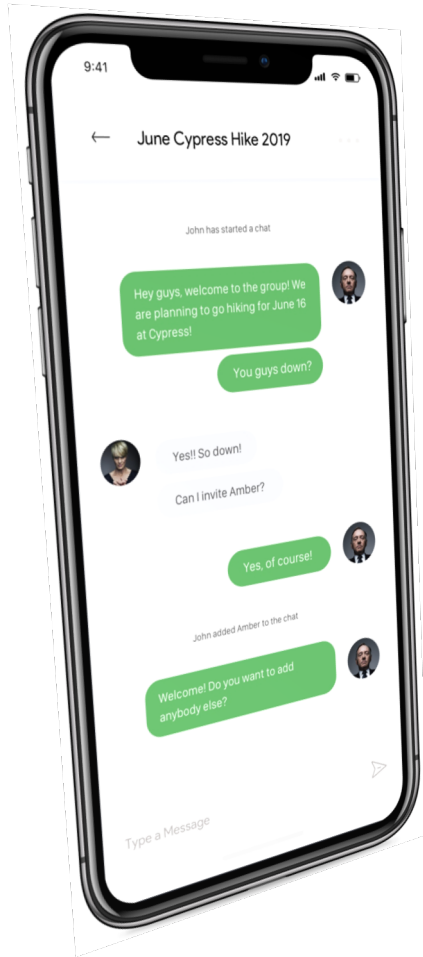 9:41
June Cypress Hike 2019
John has started a chat
Hey guys, welcome to the group! We
are planning to go hiking for June 16
at Cypress!
You guys down?
Yes!! So down!
Can I invite Amber?
Yes, of course!
John added Amber to the chat
Welcome! Do you want to add
anybody else?
Type a Message